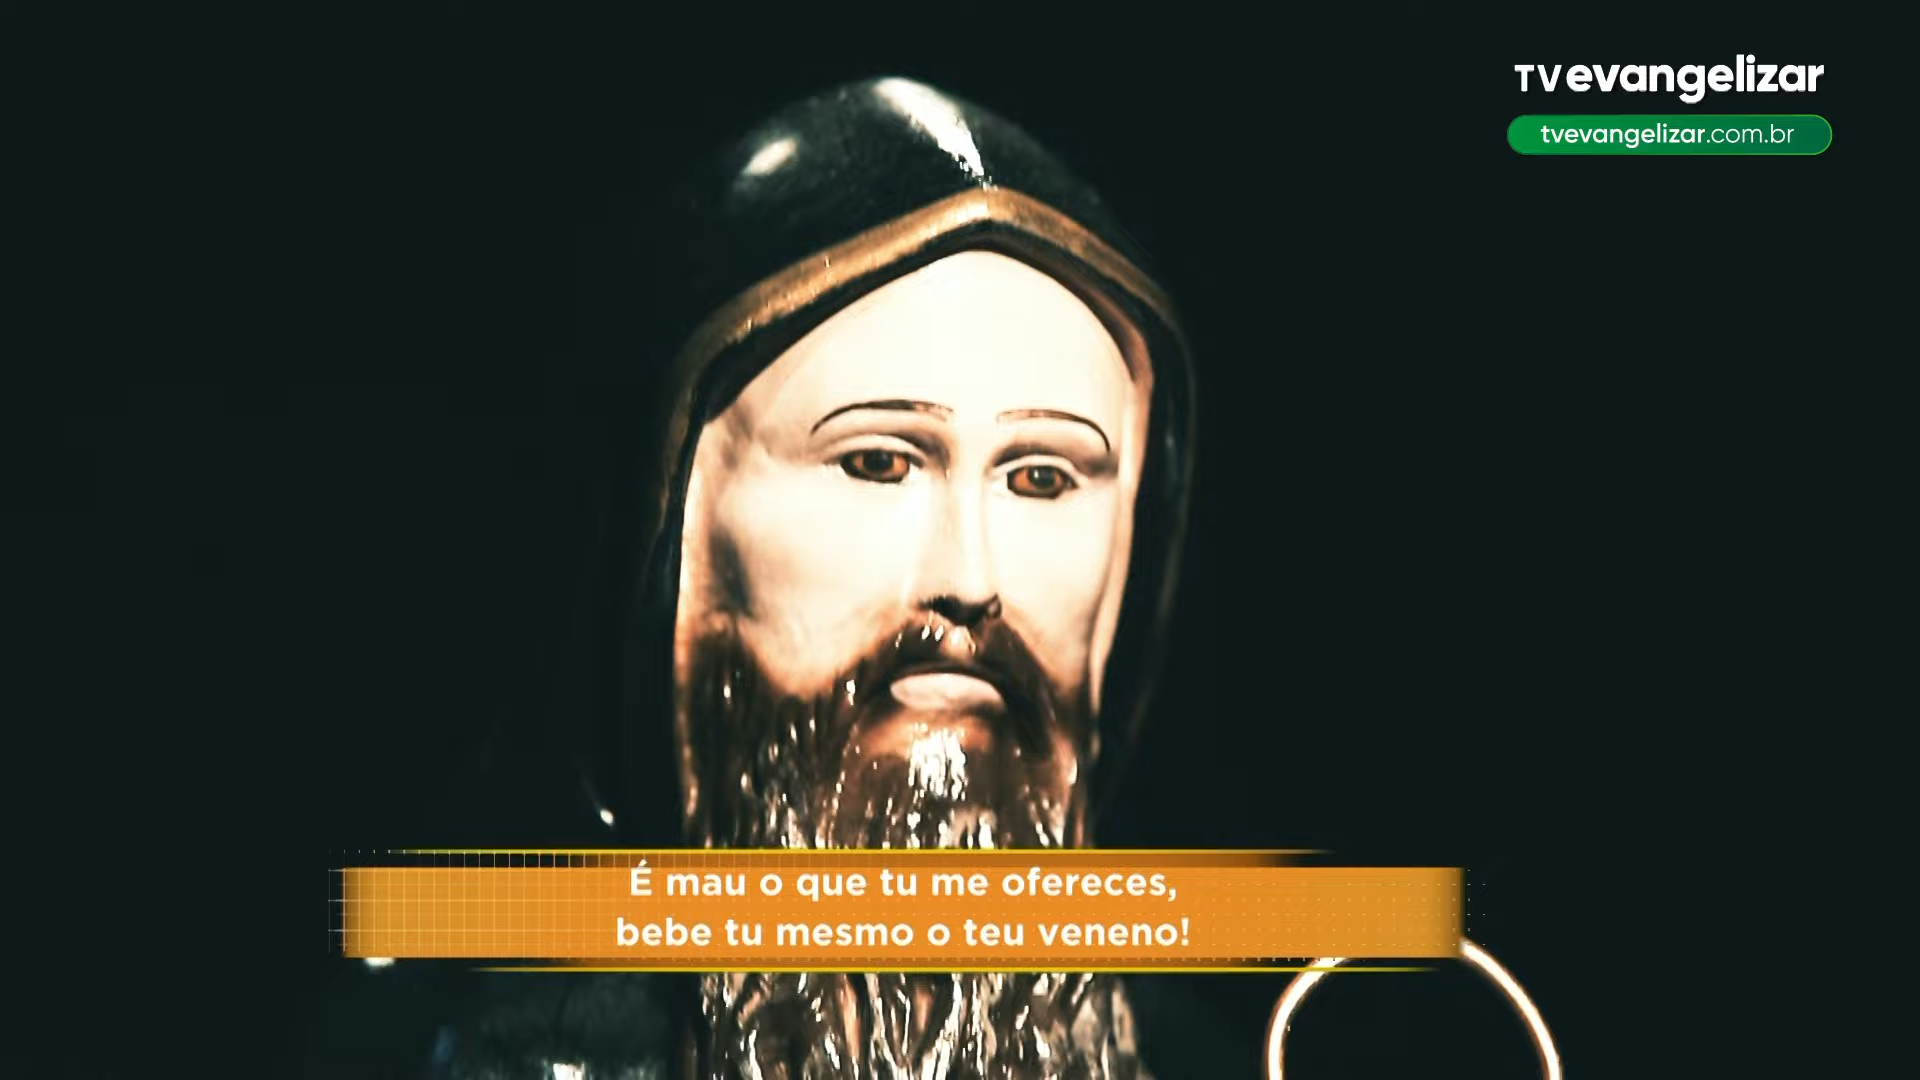 TVevangelizar
tvevangelizar.com.br
É mau o que tu me ofereces,
bebe tu mesmo o teu veneno!